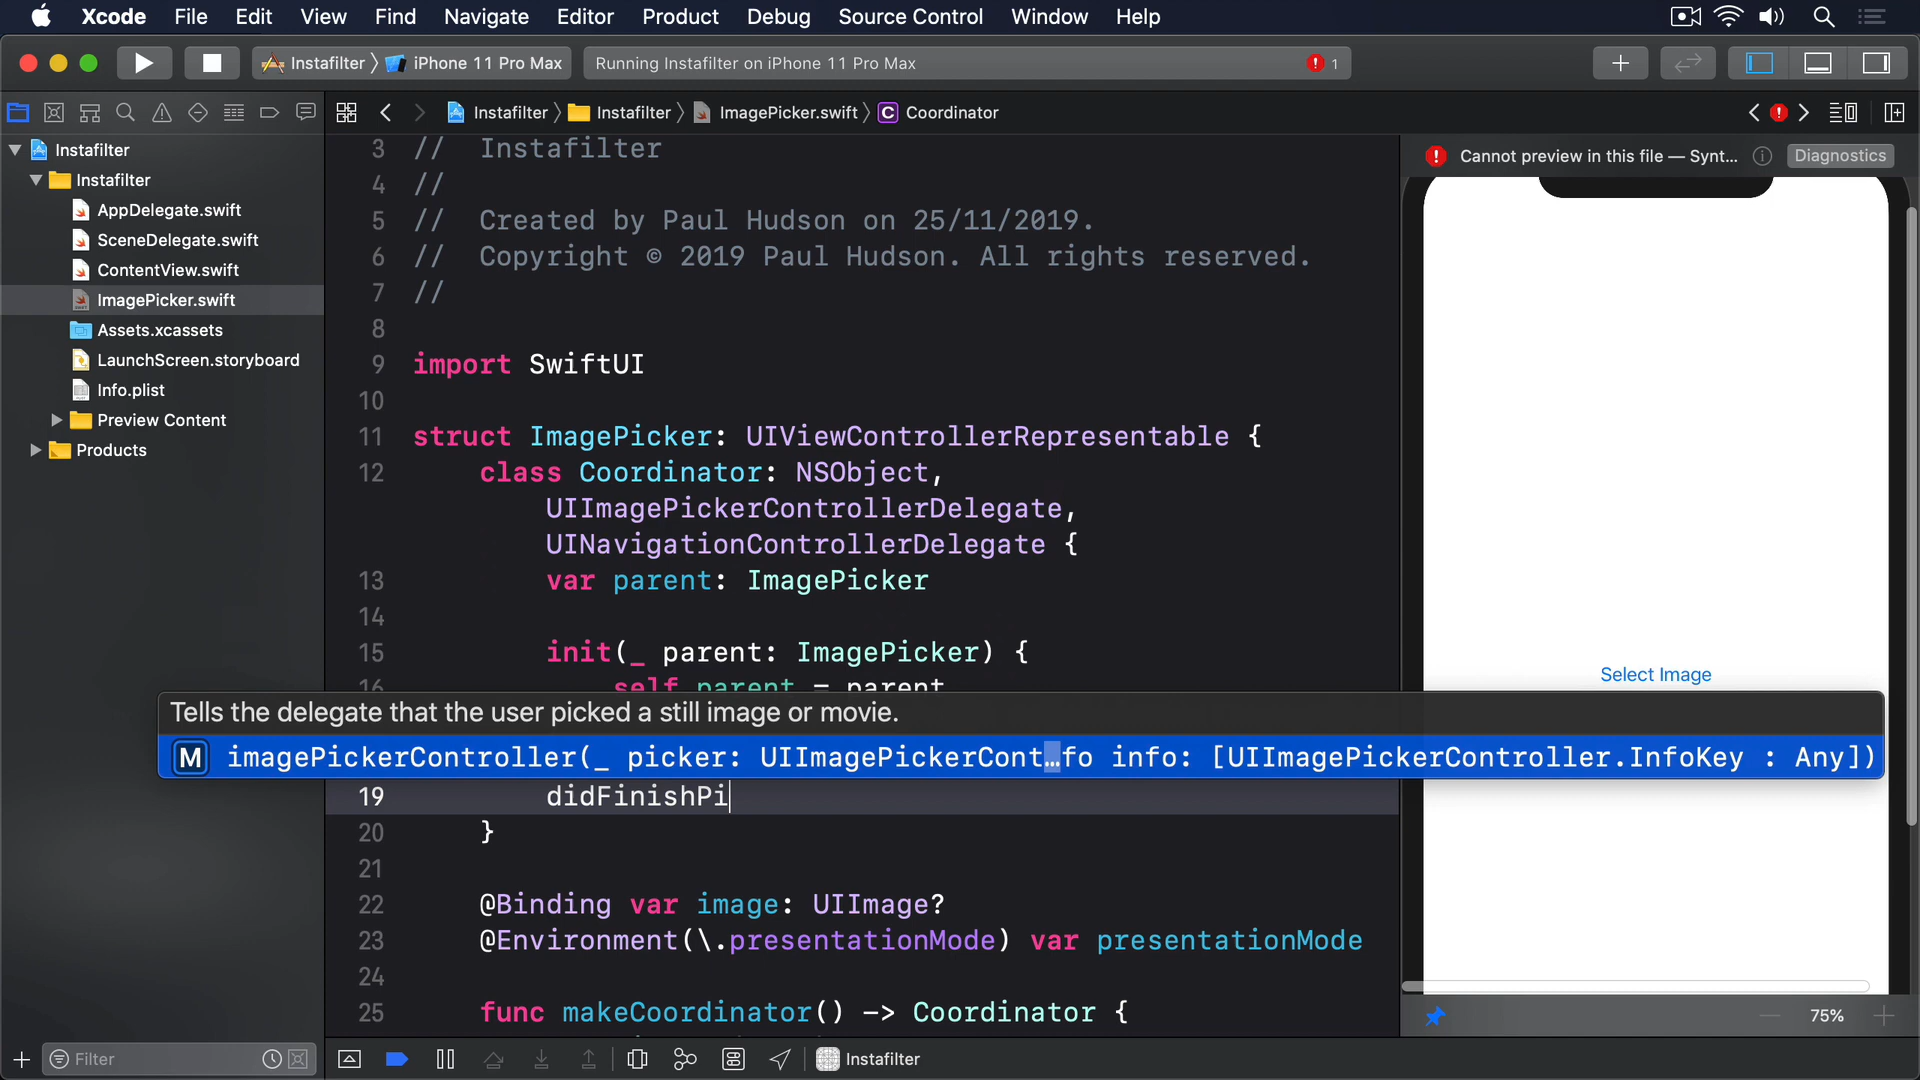 Xcode File Edit View Find Navigate Editor Product Debug Source Control Window Help
Instafilter iPhone 11 Pro Max Running Instafilter on iPhone 11 Pro Max 1
Instafilter Instafilter ImagePicker.swift C Coordinator
Instafilter
Instafilter
AppDelegate.swift
SceneDelegate.swift
ContentView.swift
ImagePicker.swift
Assets.xcassets
LaunchScreen.storyboard
Info.plist
Preview Content
Products
Filter
3 // Instafilter
4 //
5 // Created by Paul Hudson on 25/11/2019.
6 // Copyright © 2019 Paul Hudson. All rights reserved.
7 //
8
9 import SwiftUI
10
11 struct ImagePicker: UIViewControllerRepresentable {
12 class Coordinator: NSObject,
UIImagePickerControllerDelegate,
UINavigationControllerDelegate {
13 var parent: ImagePicker
14
15 init(_ parent: ImagePicker) {
16 self.parent = parent
Tells the delegate that the user picked a still image or movie.
M imagePickerController(_ picker: UIImagePickerCont…fo info: [UIImagePickerController.InfoKey : Any])
19 didFinishPi
20 }
21
22 @Binding var image: UIImage?
23 @Environment(\.presentationMode) var presentationMode
24
25 func makeCoordinator() -> Coordinator {
Instafilter
Cannot preview in this file — Synt... Diagnostics
Select Image
75%